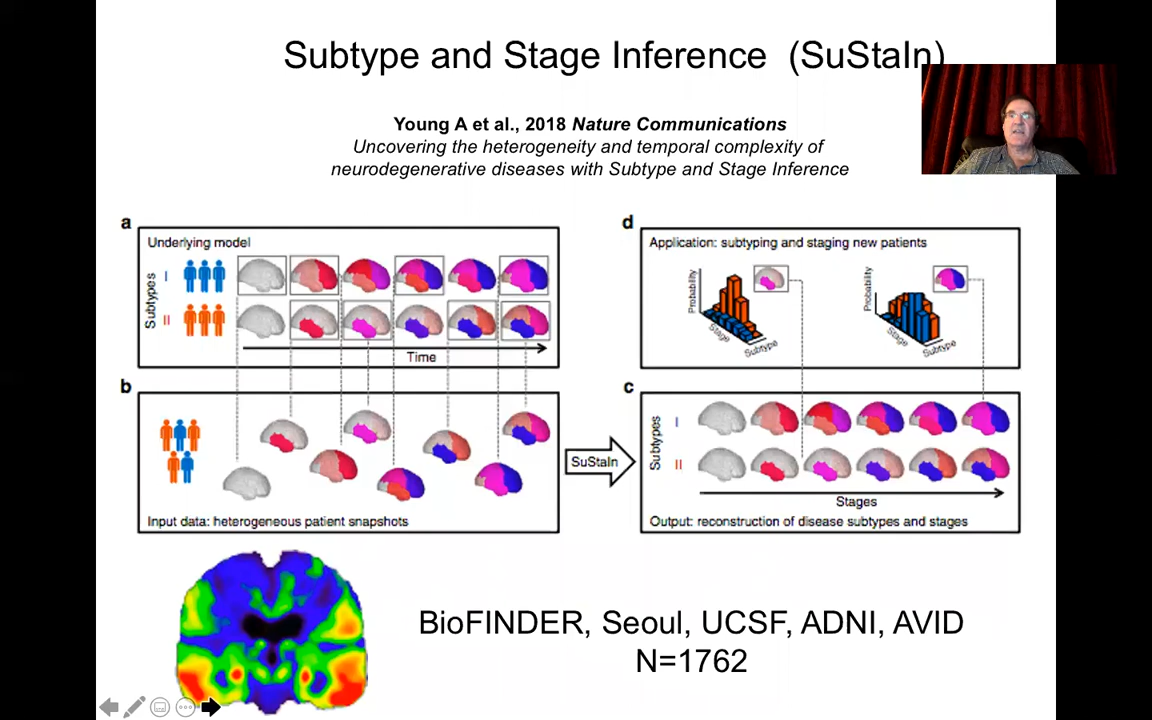 Subtype and Stage Inference (SuStaIn)
Young A et al., 2018 Nature Communications
Uncovering the heterogeneity and temporal complexity of
neurodegenerative diseases with Subtype and Stage Inference
a
Underlying model
Subtypes
I
II
Time
b
Input data: heterogeneous patient snapshots
SuStaIn
d
Application: subtyping and staging new patients
Probability
Stage
Subtype
Probability
Stage
Subtype
c
Subtypes
I
II
Stages
Output: reconstruction of disease subtypes and stages
BioFINDER, Seoul, UCSF, ADNI, AVID
N=1762